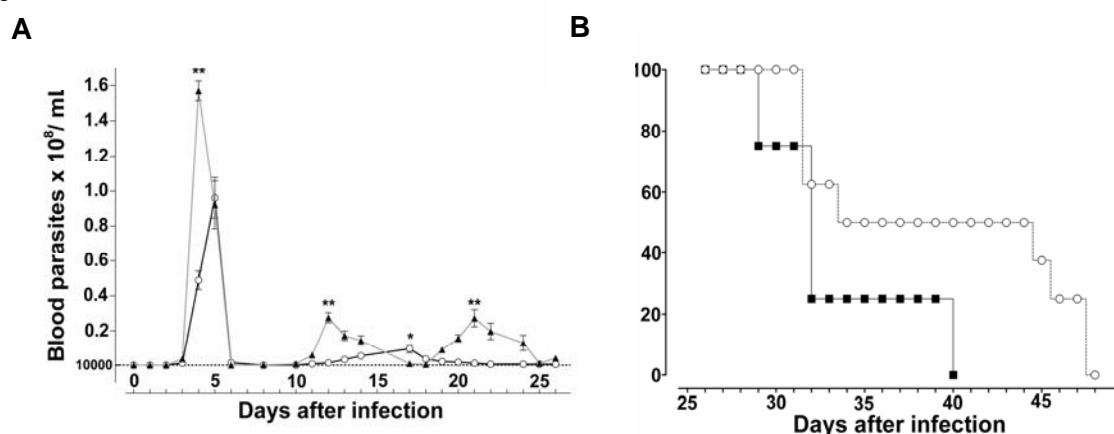 A
B
Blood parasites x 10⁸/ ml
1.6
1.4
1.2
1.0
0.8
0.6
0.4
0.2
10000
**
**
*
**
0 5 10 15 20 25
Days after infection
100
80
60
40
20
0
25 30 35 40 45
Days after infection